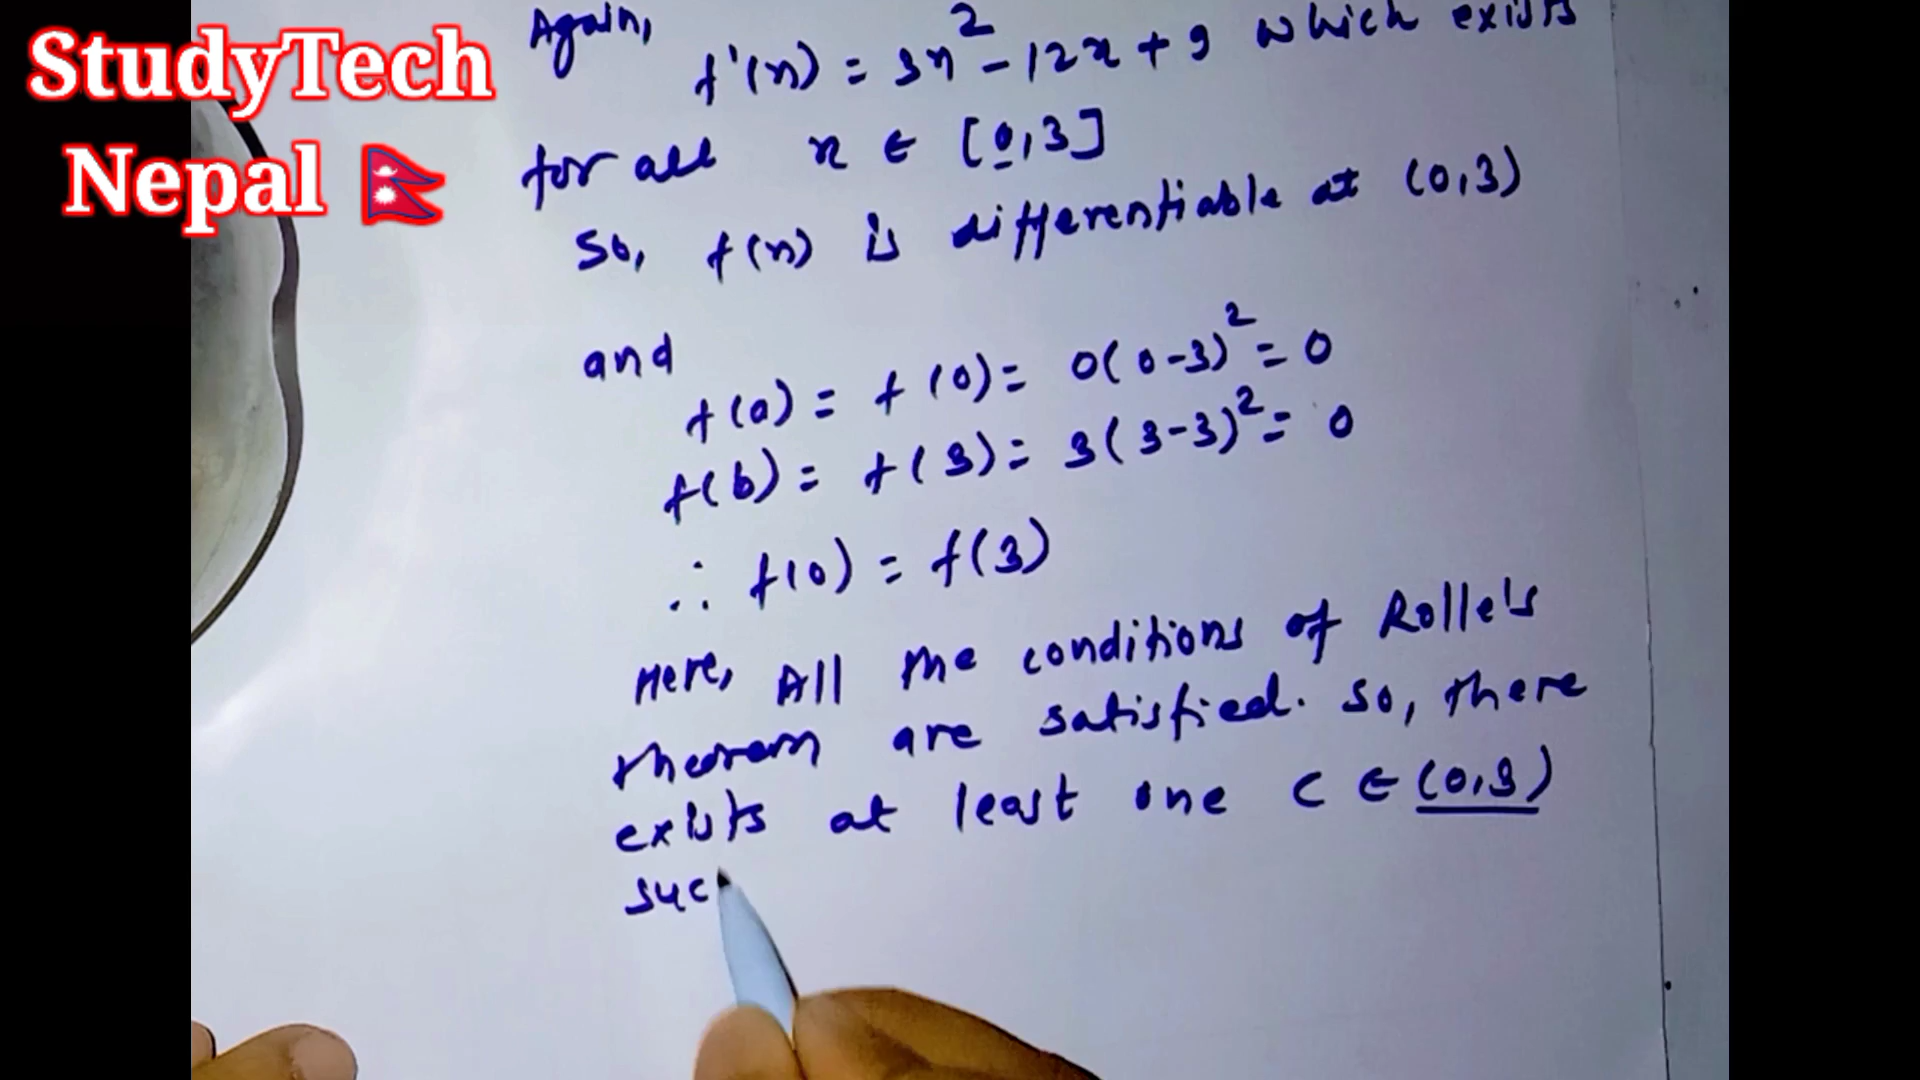 StudyTech
Nepal
Again,
f'(x) = 3x² - 12x + 9 which exists
for all x ∈ [0,3]
So, f(x) is differentiable at (0,3)
and
f(a) = f(0) = 0(0-3)² = 0
f(b) = f(3) = 3(3-3)² = 0
∴ f(0) = f(3)
Here, All the conditions of Rolle's
theorem are satisfied. So, there
exists at least one c ∈ (0,3)
suc